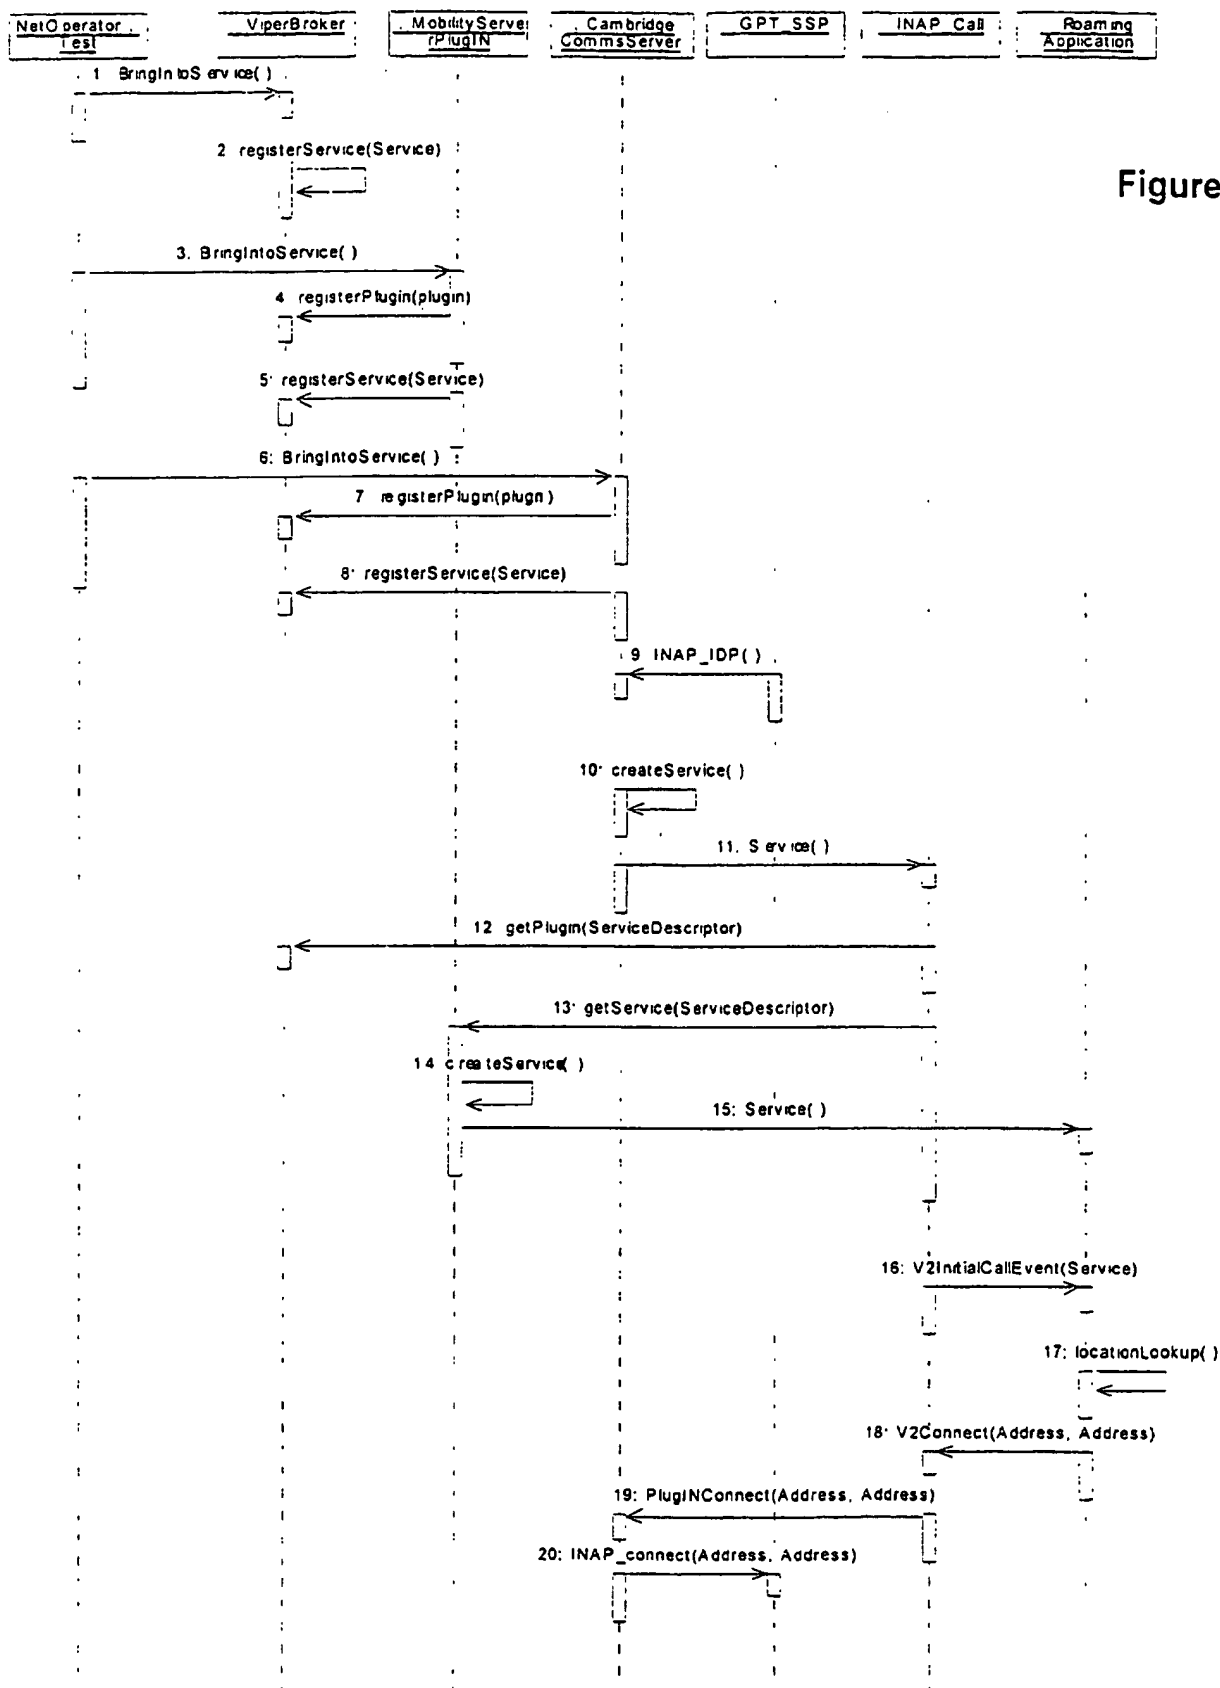 NetOperator
Test
ViperBroker
MobilityServe
rPlugIN
Cambridge
CommsServer
GPT_SSP
INAP_Call
Roaming
Application
1 BringIntoService( )
2 registerService(Service)
Figure
3. BringIntoService( )
4 registerPlugin(plugin)
5: registerService(Service)
6: BringIntoService( )
7 registerPlugin(plugin)
8: registerService(Service)
9 INAP_IDP( )
10: createService( )
11. Service( )
12 getPlugin(ServiceDescriptor)
13: getService(ServiceDescriptor)
14 createService( )
15: Service( )
16: V2InitialCallEvent(Service)
17: locationLookup( )
18: V2Connect(Address, Address)
19: PlugINConnect(Address, Address)
20: INAP_connect(Address, Address)